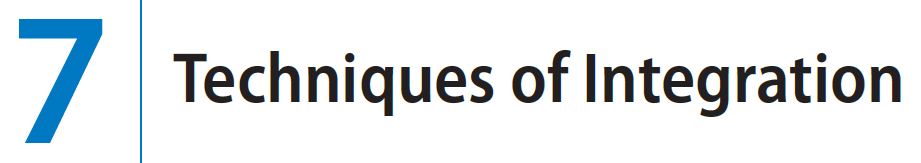 7
Techniques of Integration